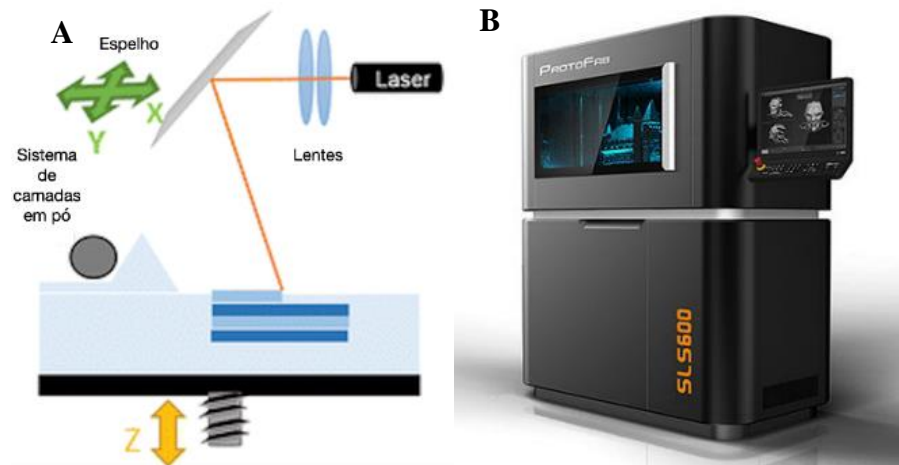 A
Espelho
X
Y
Laser
Lentes
Sistema
de
camadas
em pó
Z
B
PROTOFAB
SLS600